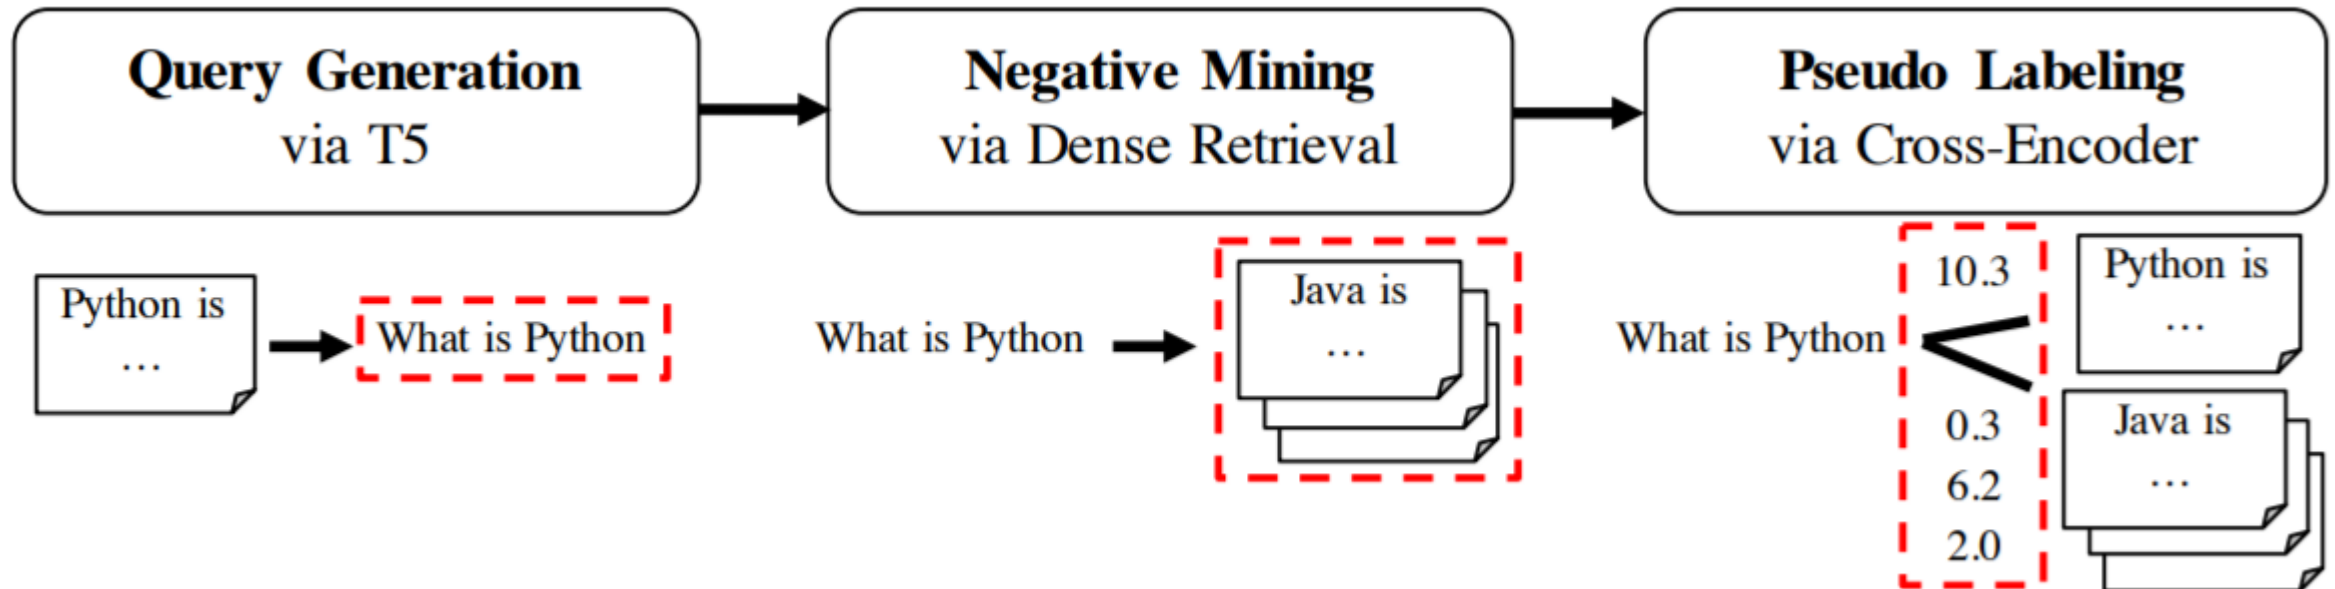 Query Generation
via T5
Negative Mining
via Dense Retrieval
Pseudo Labeling
via Cross-Encoder
Python is
...
What is Python
What is Python
Java is
...
What is Python
10.3
0.3
6.2
2.0
Python is
...
Java is
...